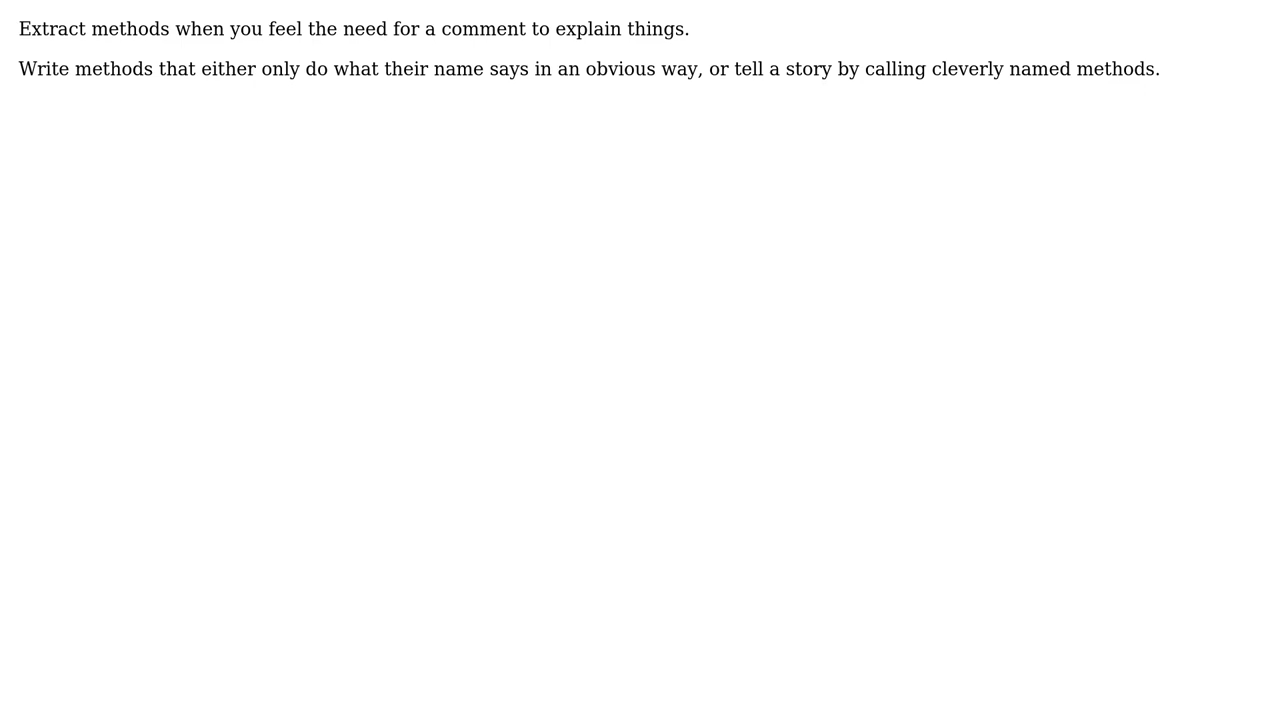 Extract methods when you feel the need for a comment to explain things.
Write methods that either only do what their name says in an obvious way, or tell a story by calling cleverly named methods.